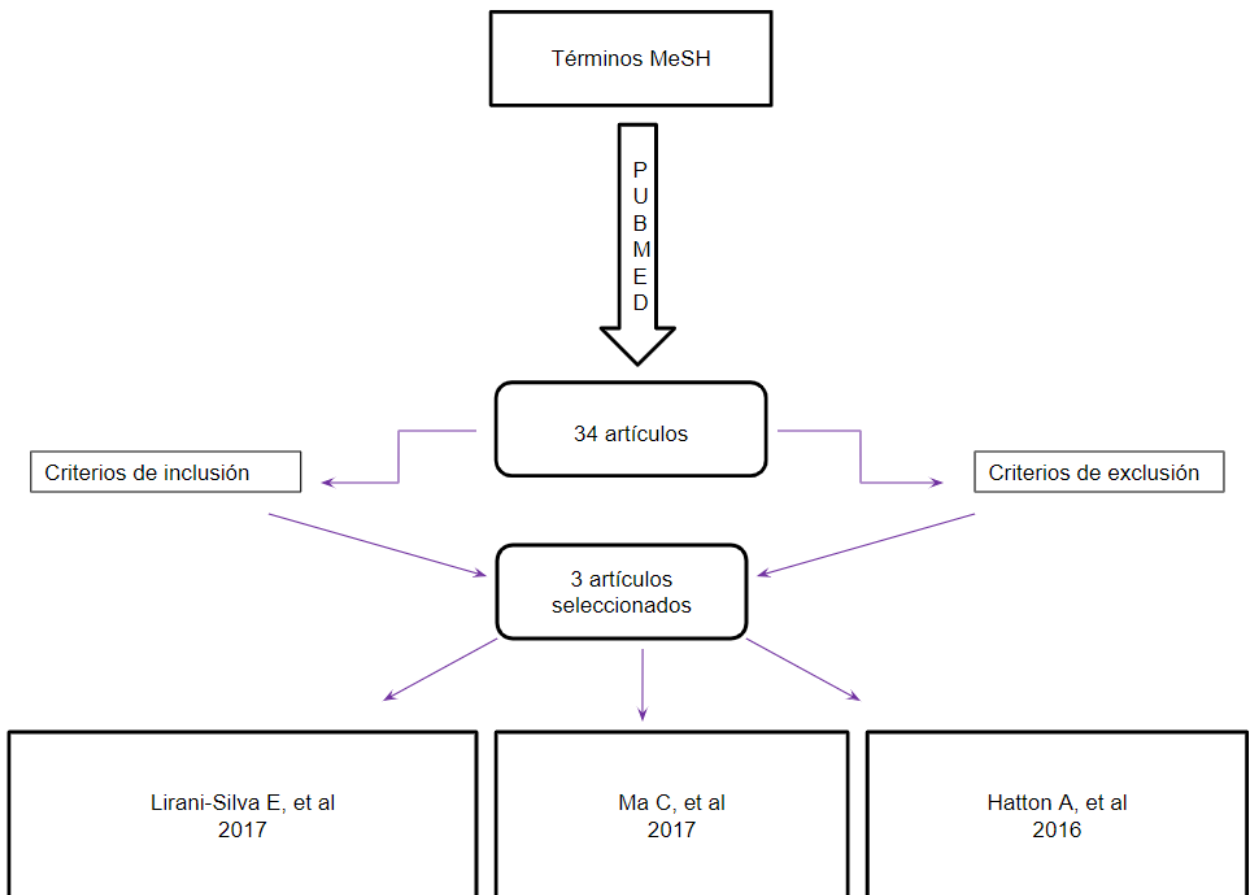 Términos MeSH
P
U
B
M
E
D
34 artículos
Criterios de inclusión
Criterios de exclusión
3 artículos
seleccionados
Lirani-Silva E, et al
2017
Ma C, et al
2017
Hatton A, et al
2016